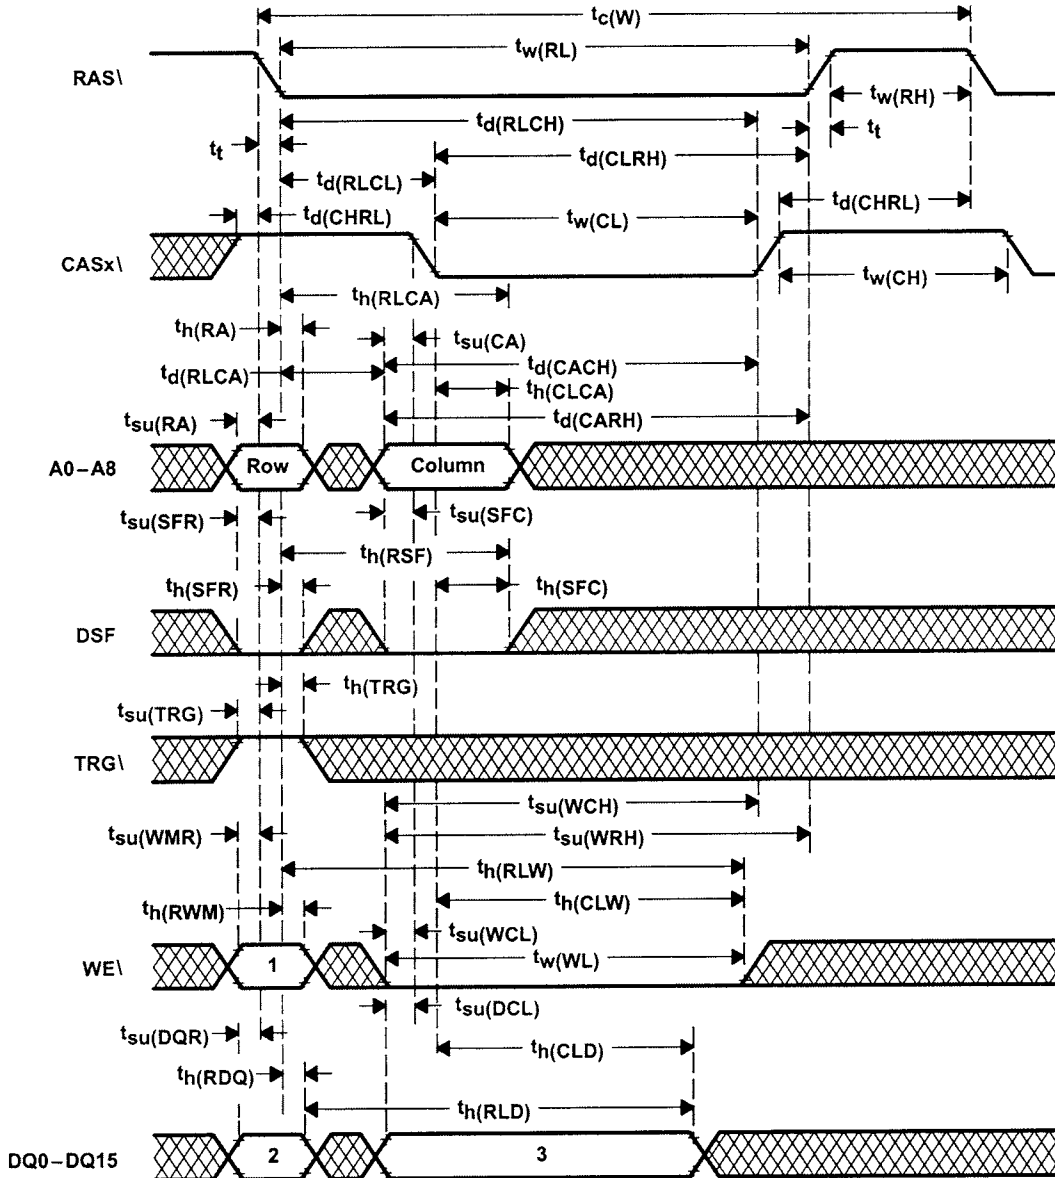 tc(W)
tw(RL)
RAS\
tw(RH)
td(RLCH)
tt
tt
td(CLRH)
td(RLCL)
td(CHRL)
td(CHRL)
tw(CL)
CASx\
tw(CH)
th(RLCA)
th(RA)
tsu(CA)
td(CACH)
td(RLCA)
th(CLCA)
tsu(RA)
td(CARH)
A0–A8
Row
Column
tsu(SFR)
tsu(SFC)
th(RSF)
th(SFR)
th(SFC)
DSF
th(TRG)
tsu(TRG)
TRG\
tsu(WCH)
tsu(WMR)
tsu(WRH)
th(RLW)
th(CLW)
th(RWM)
tsu(WCL)
tw(WL)
WE\
1
tsu(DCL)
tsu(DQR)
th(CLD)
th(RDQ)
th(RLD)
DQ0–DQ15
2
3